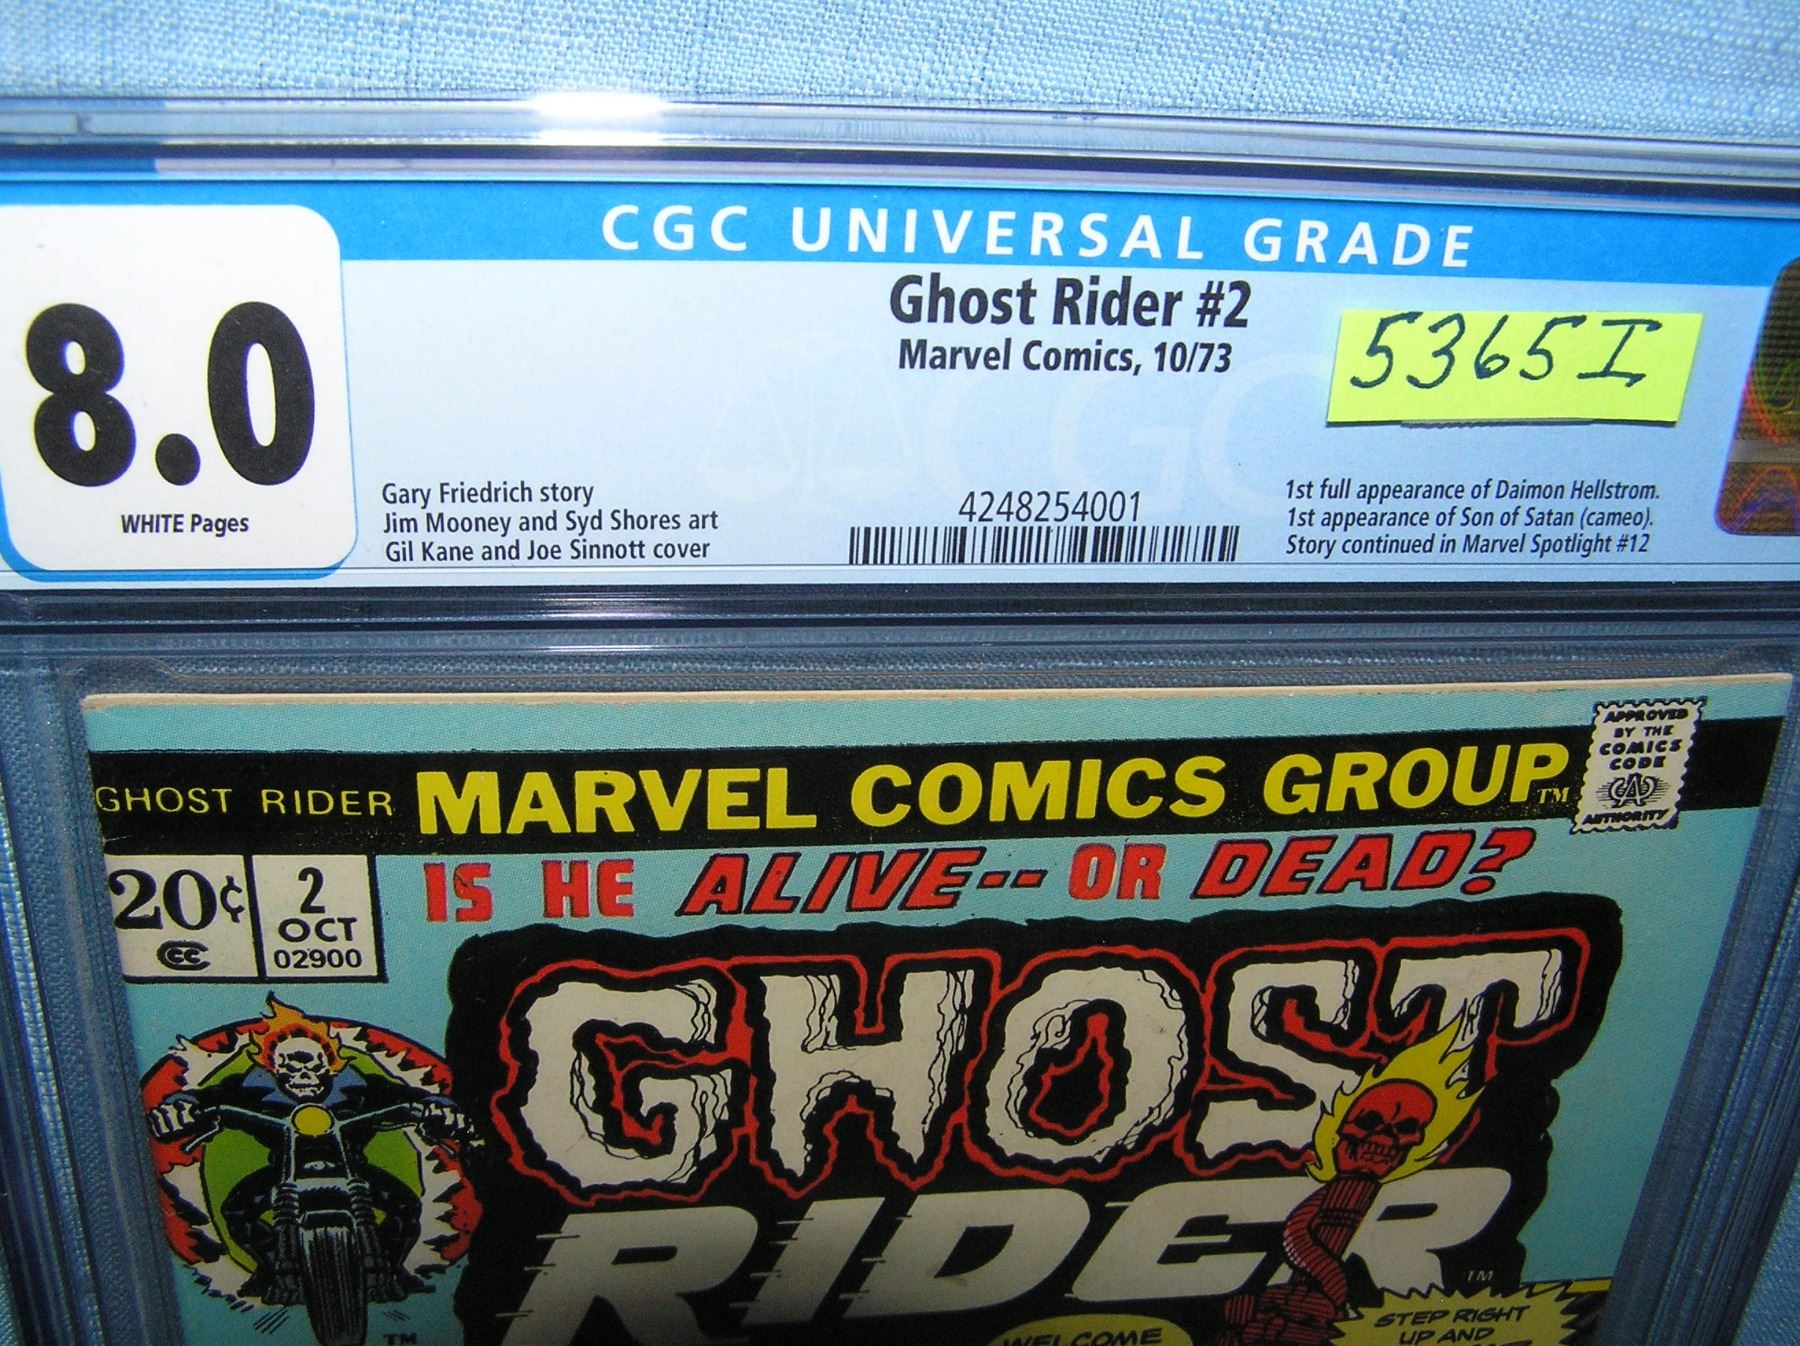 CGC UNIVERSAL GRADE
8.0
WHITE Pages
Ghost Rider #2
Marvel Comics, 10/73
5365I
Gary Friedrich story
Jim Mooney and Syd Shores art
Gil Kane and Joe Sinnott cover
4248254001
1st full appearance of Daimon Hellstrom.
1st appearance of Son of Satan (cameo).
Story continued in Marvel Spotlight #12
GHOST RIDER MARVEL COMICS GROUP™
APPROVED
BY THE
COMICS
CODE
CA
AUTHORITY
20¢
CC
2
OCT
02900
IS HE ALIVE-- OR DEAD?
GHOST
RIDER
TM
TM
WELCOME
STEP RIGHT
UP AND